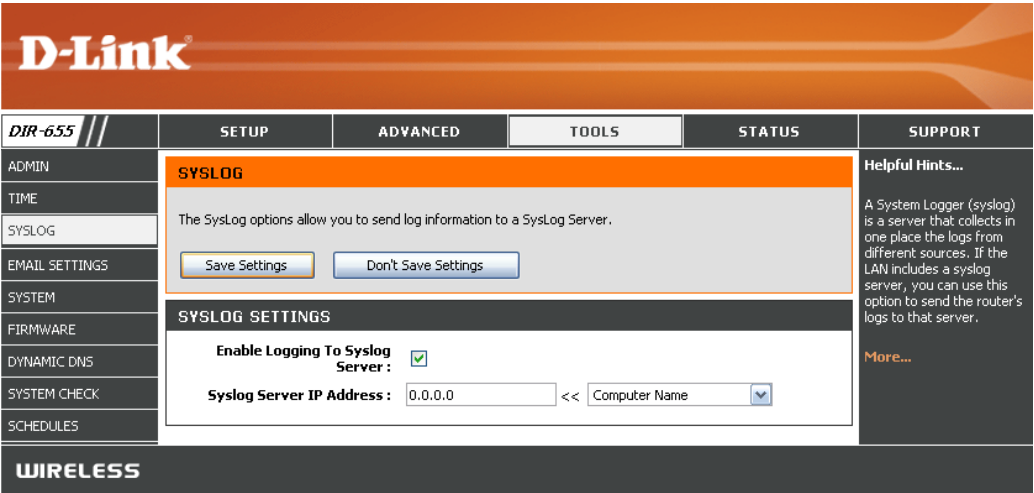 D-Link®
DIR-655
SETUP
ADVANCED
TOOLS
STATUS
SUPPORT
ADMIN
TIME
SYSLOG
EMAIL SETTINGS
SYSTEM
FIRMWARE
DYNAMIC DNS
SYSTEM CHECK
SCHEDULES
SYSLOG
The SysLog options allow you to send log information to a SysLog Server.
Save Settings
Don't Save Settings
SYSLOG SETTINGS
Enable Logging To Syslog
Server :
Syslog Server IP Address :
0.0.0.0
<<
Computer Name
Helpful Hints...
A System Logger (syslog)
is a server that collects in
one place the logs from
different sources. If the
LAN includes a syslog
server, you can use this
option to send the router's
logs to that server.
More...
WIRELESS